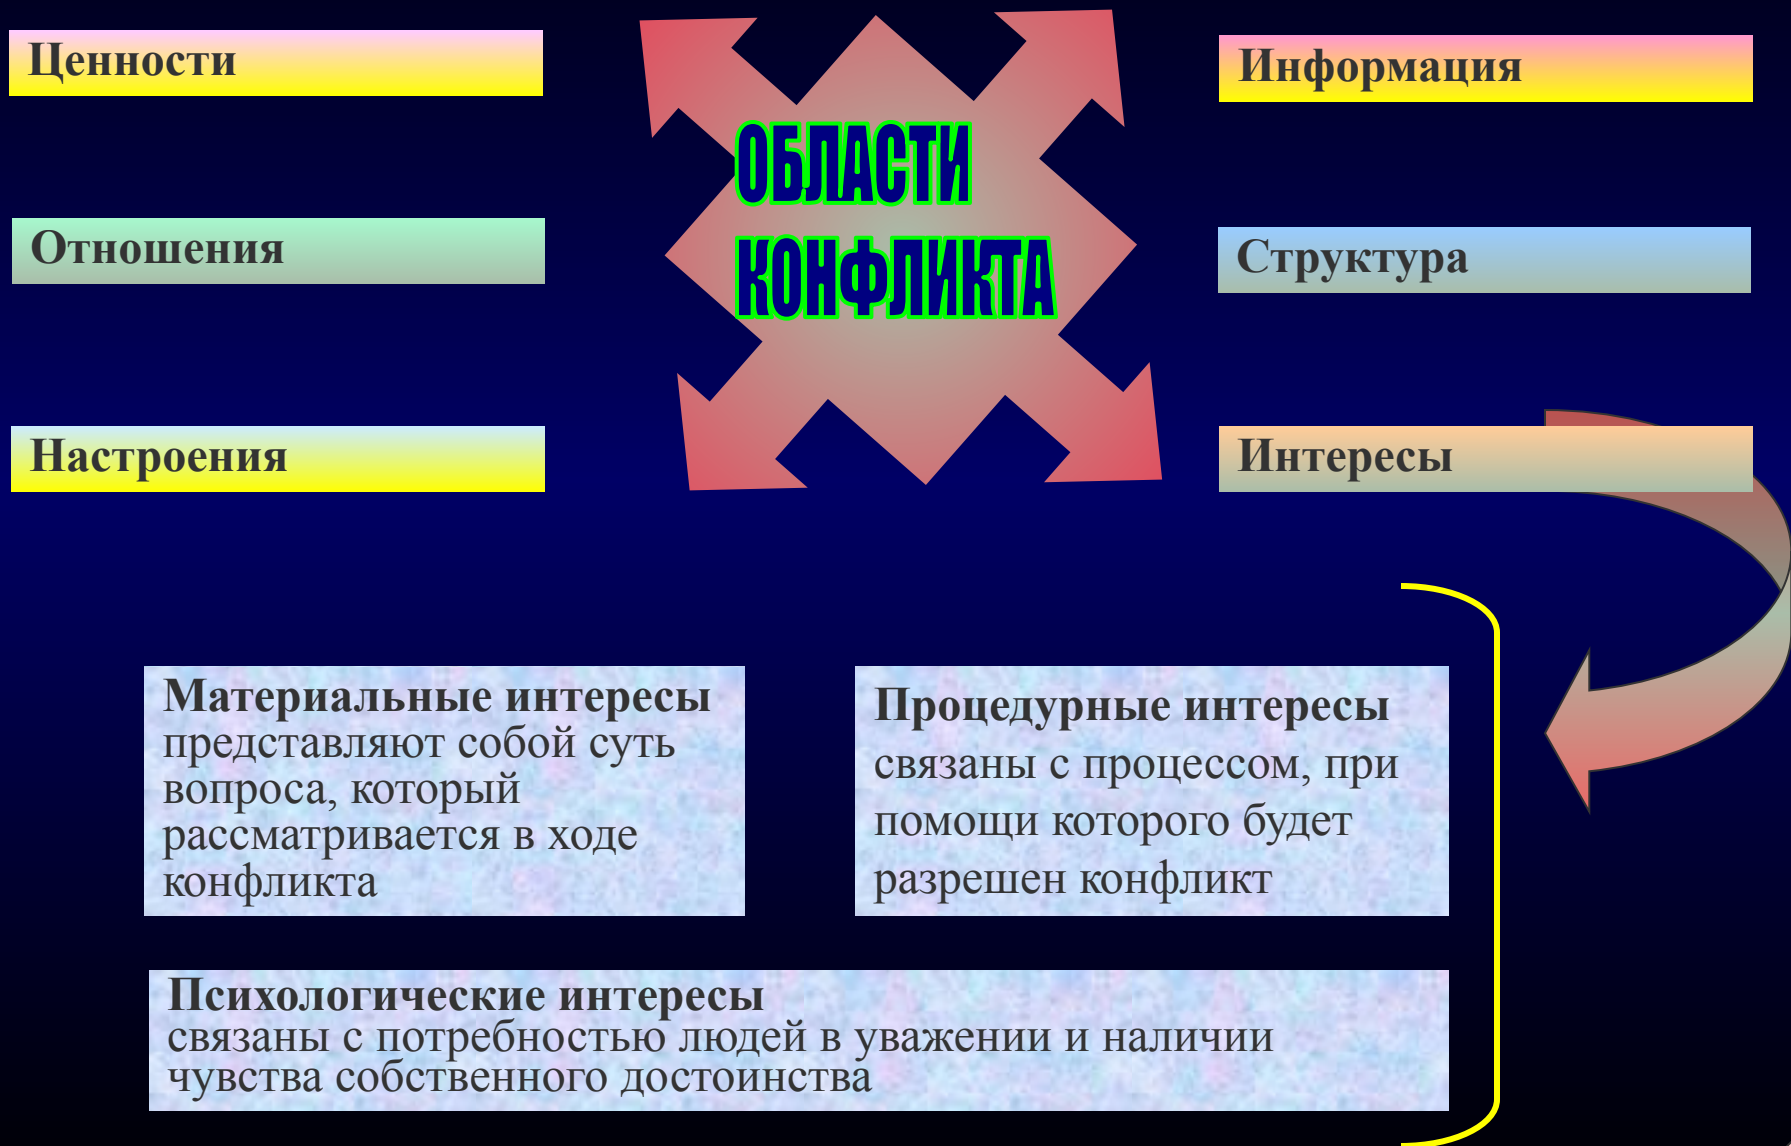 Ценности
Информация
ОБЛАСТИ
КОНФЛИКТА
Отношения
Структура
Настроения
Интересы
Материальные интересы
представляют собой суть
вопроса, который
рассматривается в ходе
конфликта
Процедурные интересы
связаны с процессом, при
помощи которого будет
разрешен конфликт
Психологические интересы
связаны с потребностью людей в уважении и наличии
чувства собственного достоинства